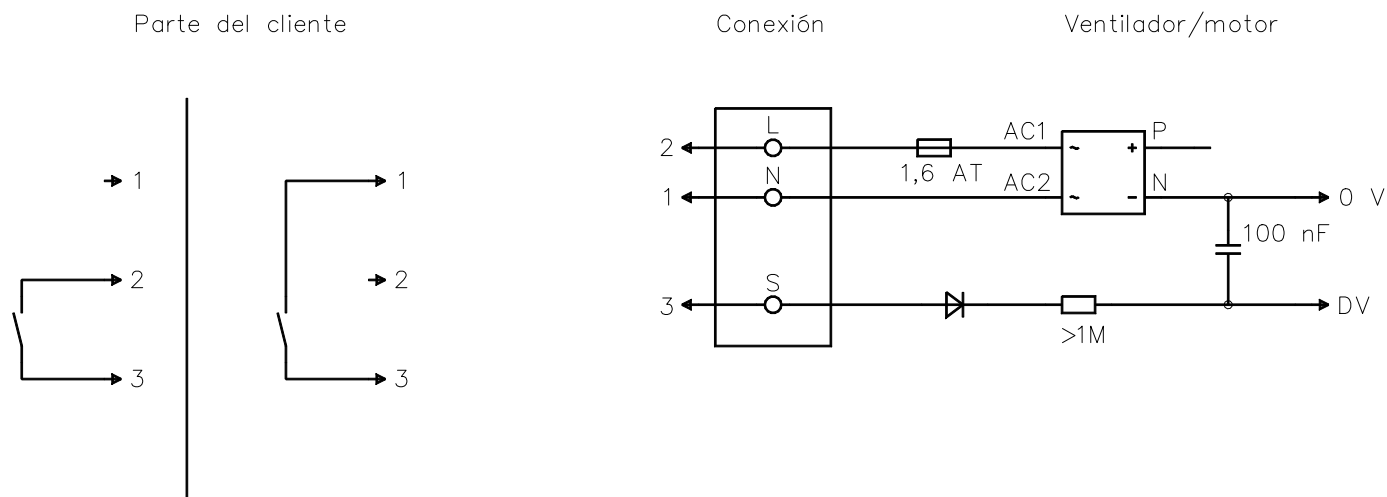 Parte del cliente
Conexión
Ventilador/motor
1
2
3
1
2
3
2
L
1,6 AT
AC1
~
+
P
1
N
AC2
~
-
N
0 V
100 nF
3
S
>1M
DV